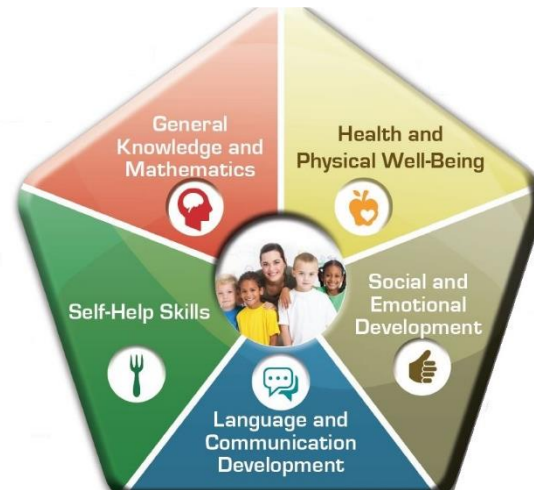 General
Knowledge and
Mathematics
Health and
Physical Well-Being
Self-Help Skills
Social and
Emotional
Development
Language and
Communication
Development